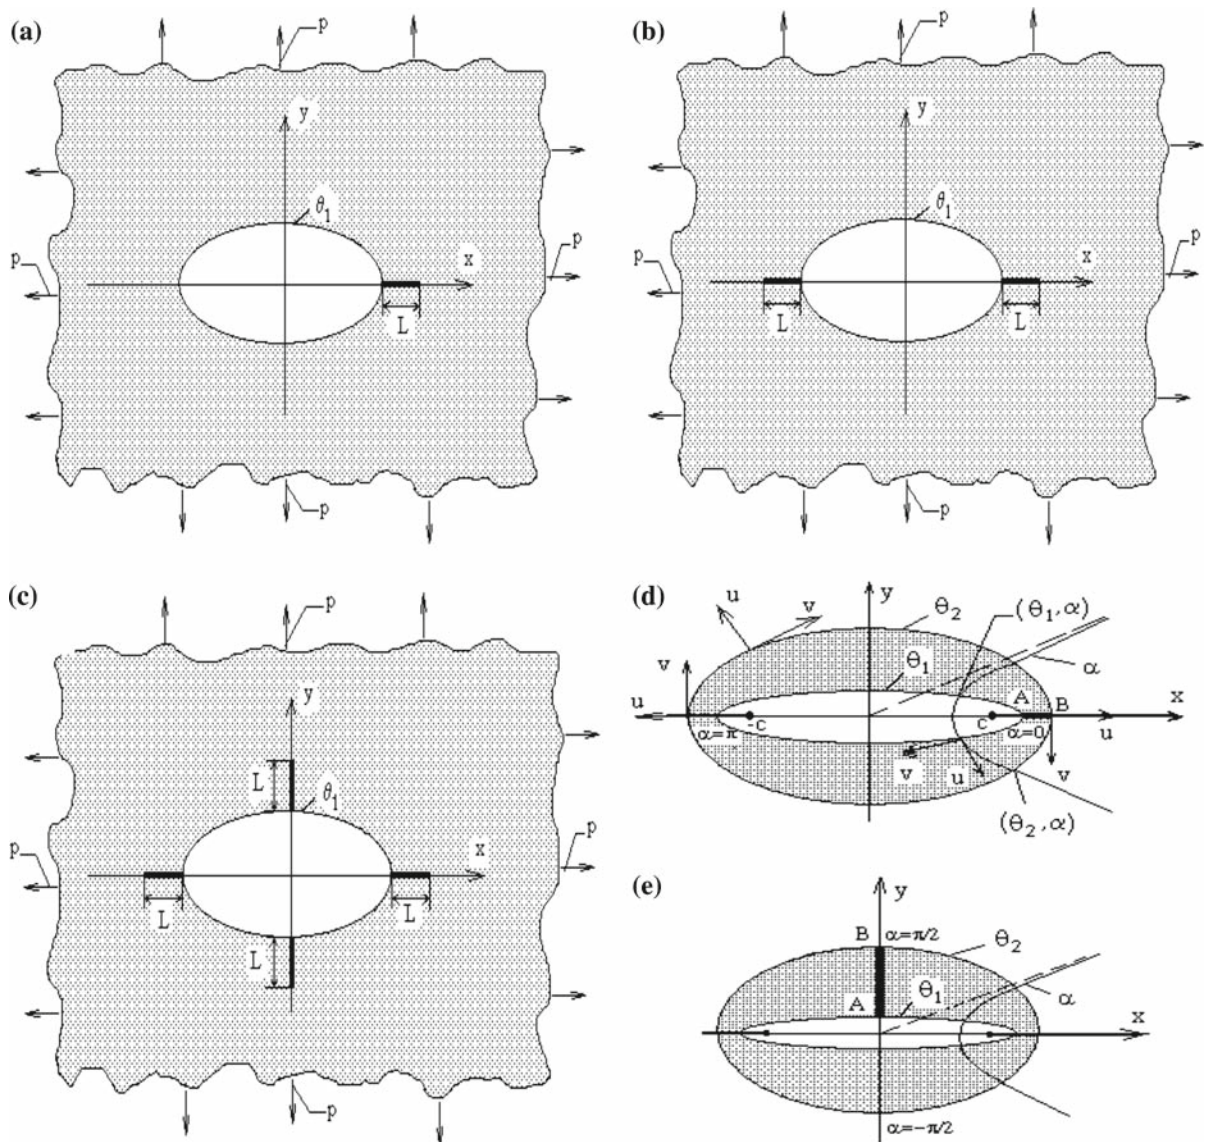 (a)
p
y
θ₁
p
x
p
L
p
(b)
p
y
θ₁
p
x
p
L
L
p
(c)
p
y
L
θ₁
p
x
p
L
L
L
p
(d)
u
v
y
θ₂
(θ₁,α)
v
θ₁
α
A
B
x
u
α=π
-c
c
α=0
u
v
u
v
(θ₂,α)
(e)
y
B
α=π/2
θ₂
A
θ₁
α
x
α=-π/2